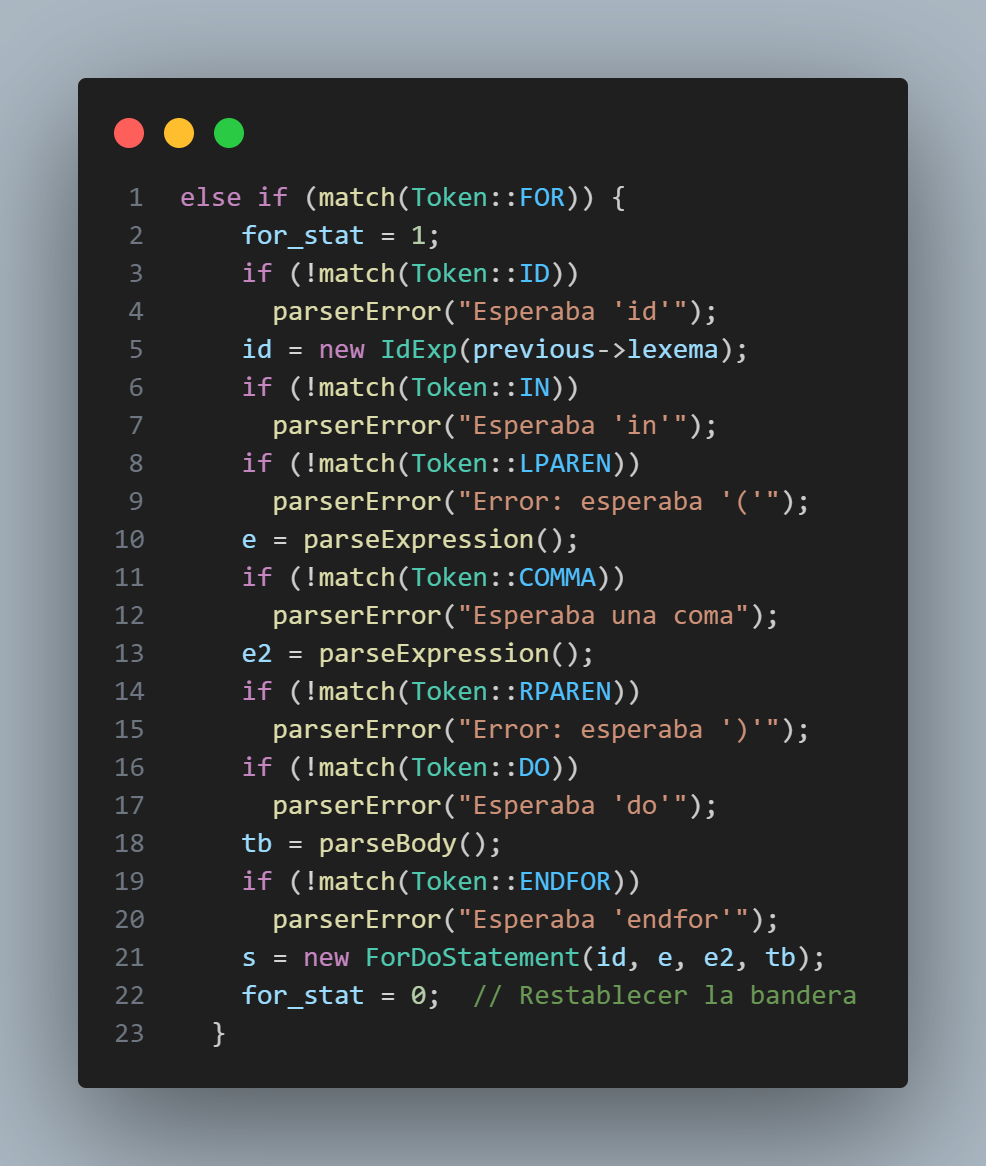 1 else if (match(Token::FOR)) {
2     for_stat = 1;
3     if (!match(Token::ID))
4       parserError("Esperaba 'id'");
5     id = new IdExp(previous->lexema);
6     if (!match(Token::IN))
7       parserError("Esperaba 'in'");
8     if (!match(Token::LPAREN))
9       parserError("Error: esperaba '('");
10     e = parseExpression();
11     if (!match(Token::COMMA))
12       parserError("Esperaba una coma");
13     e2 = parseExpression();
14     if (!match(Token::RPAREN))
15       parserError("Error: esperaba ')'");
16     if (!match(Token::DO))
17       parserError("Esperaba 'do'");
18     tb = parseBody();
19     if (!match(Token::ENDFOR))
20       parserError("Esperaba 'endfor'");
21     s = new ForDoStatement(id, e, e2, tb);
22     for_stat = 0;  // Restablecer la bandera
23   }